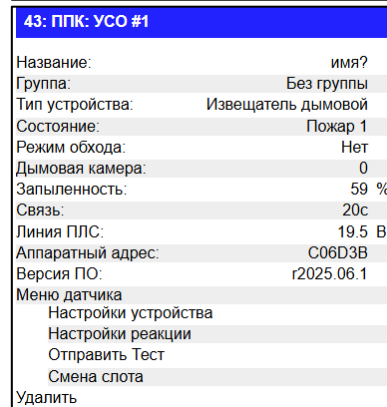 43: ППК: УСО #1
Название: имя?
Группа: Без группы
Тип устройства: Извещатель дымовой
Состояние: Пожар 1
Режим обхода: Нет
Дымовая камера: 0
Запыленность: 59 %
Связь: 20с
Линия ПЛС: 19.5 В
Аппаратный адрес: C06D3B
Версия ПО: r2025.06.1
Меню датчика
Настройки устройства
Настройки реакции
Отправить Тест
Смена слота
Удалить